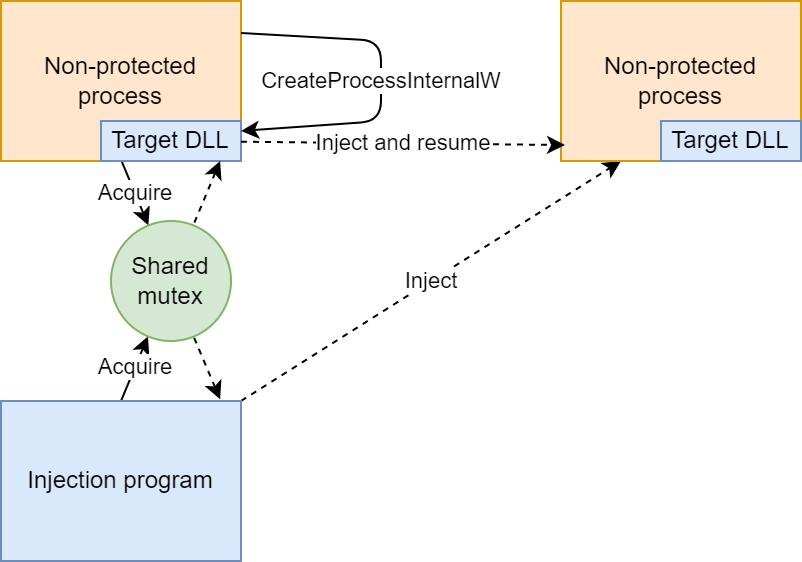 Non-protected
process
Target DLL
CreateProcessInternalW
Inject and resume
Non-protected
process
Target DLL
Acquire
Shared
mutex
Inject
Acquire
Injection program